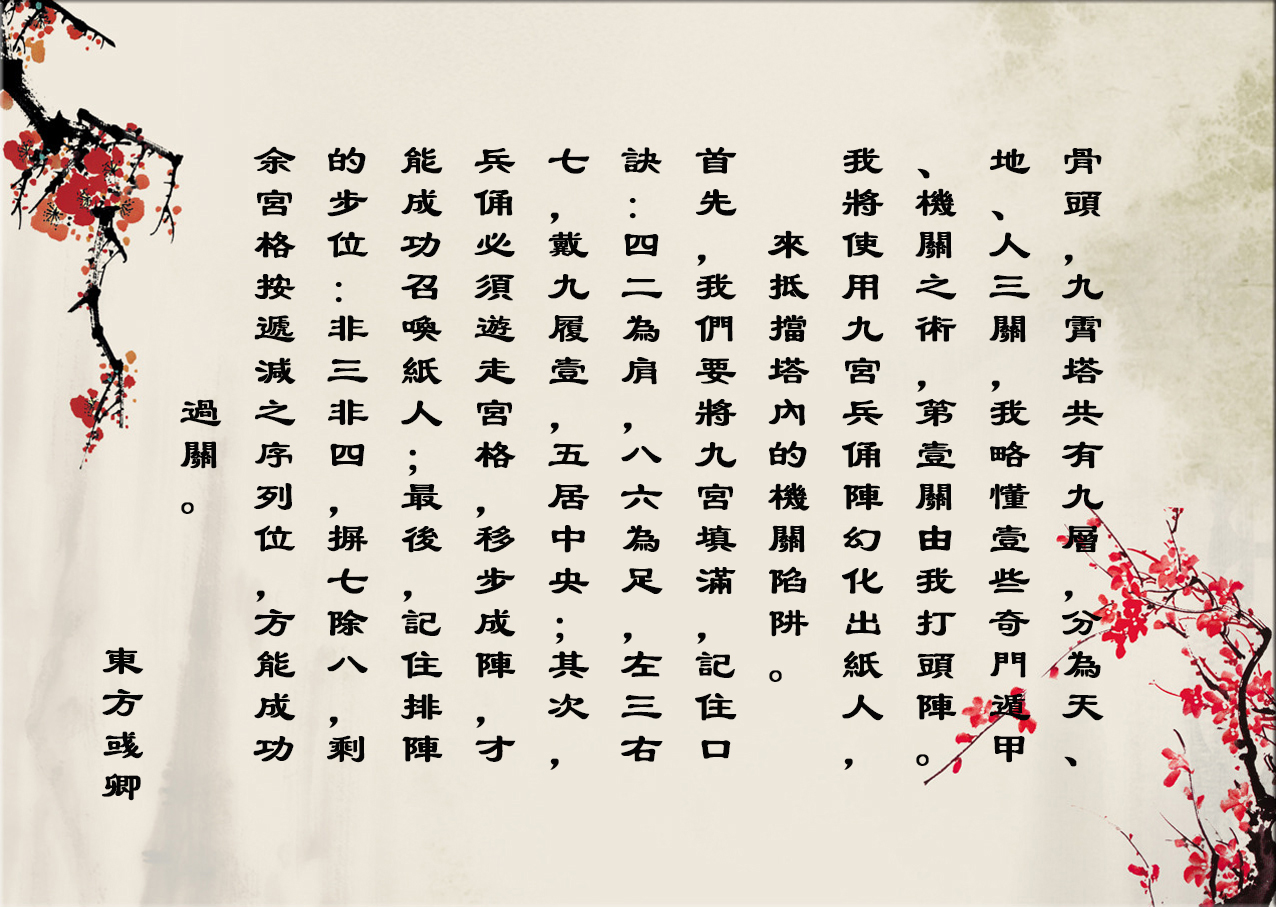 骨頭，九霄塔共有九層，分為天、
地、人三關，我略懂壹些奇門遁甲
、機關之術，第壹關由我打頭陣。
我將使用九宮兵俑陣幻化出紙人，
來抵擋塔內的機關陷阱。
首先，我們要將九宮填滿，記住口
訣：四二為肩，八六為足，左三右
七，戴九履壹，五居中央；其次，
兵俑必須遊走宮格，移步成陣，才
能成功召喚紙人；最後，記住排陣
的步位：非三非四，摒七除八，剩
余宮格按遞減之序列位，方能成功
過關。
東方彧卿